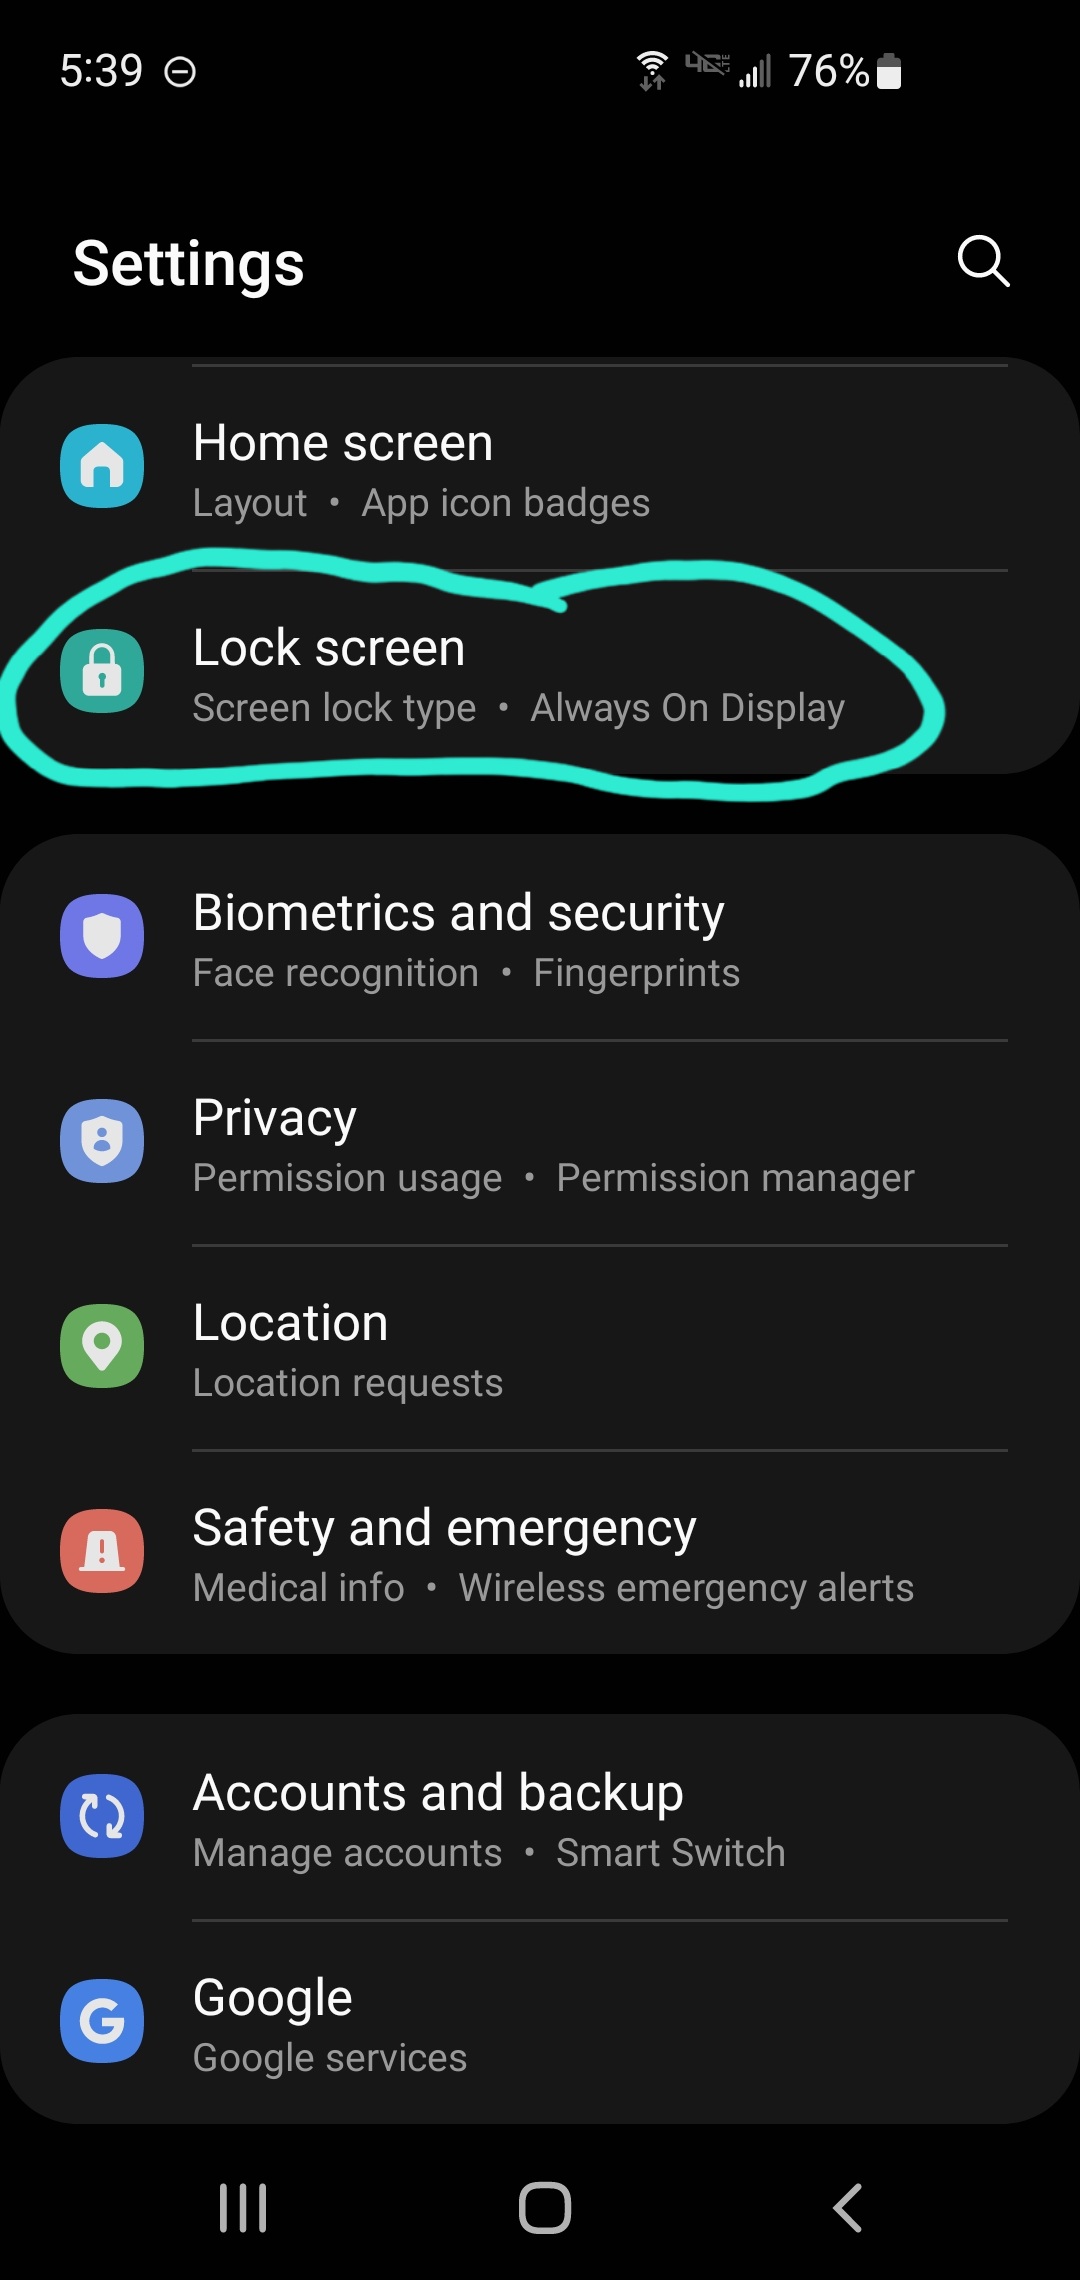 5:39 76%
Settings
Home screen
Layout • App icon badges
Lock screen
Screen lock type • Always On Display
Biometrics and security
Face recognition • Fingerprints
Privacy
Permission usage • Permission manager
Location
Location requests
Safety and emergency
Medical info • Wireless emergency alerts
Accounts and backup
Manage accounts • Smart Switch
Google
Google services